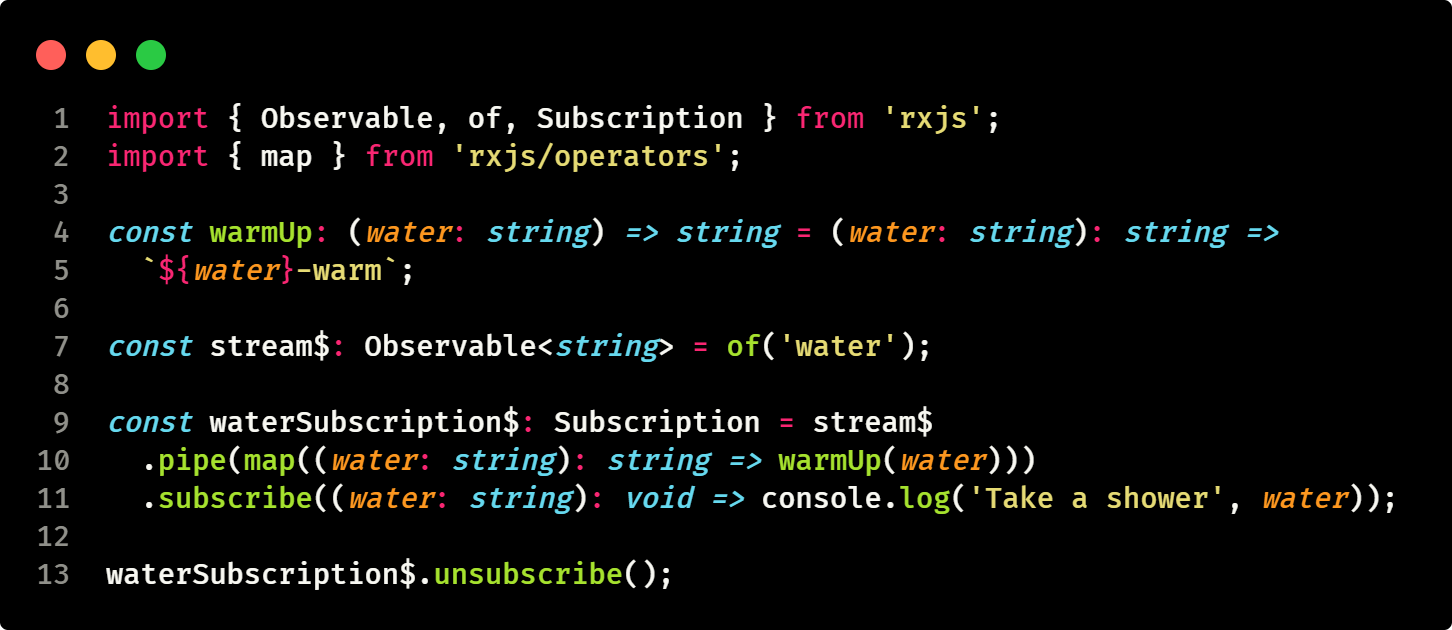 1 import { Observable, of, Subscription } from 'rxjs';
2 import { map } from 'rxjs/operators';
3
4 const warmUp: (water: string) => string = (water: string): string =>
5   `${water}-warm`;
6
7 const stream$: Observable<string> = of('water');
8
9 const waterSubscription$: Subscription = stream$
10   .pipe(map((water: string): string => warmUp(water)))
11   .subscribe((water: string): void => console.log('Take a shower', water));
12
13 waterSubscription$.unsubscribe();